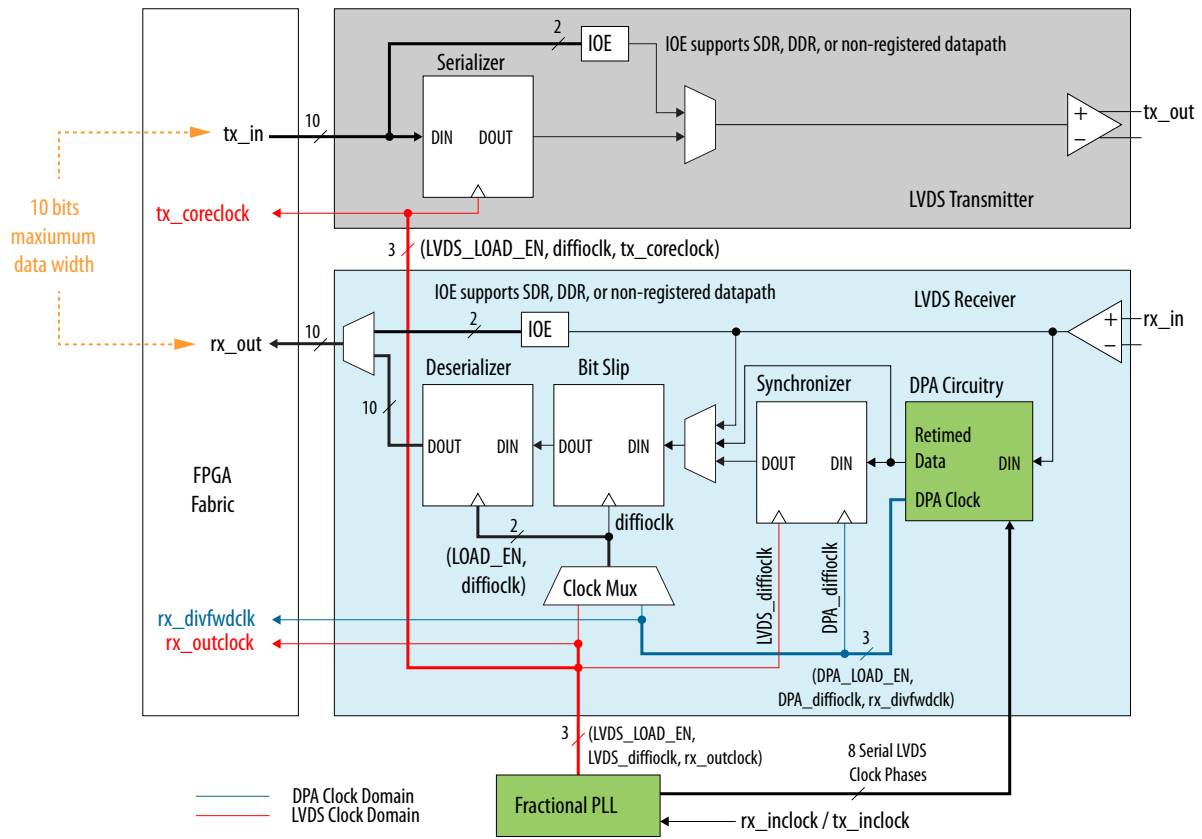 2
IOE
IOE supports SDR, DDR, or non-registered datapath
Serializer
tx_in
10
DIN
DOUT
+
−
tx_out
10 bits
maxiumum
data width
tx_coreclock
LVDS Transmitter
3
(LVDS_LOAD_EN, diffioclk, tx_coreclock)
IOE supports SDR, DDR, or non-registered datapath
LVDS Receiver
rx_out
10
2
IOE
+
−
rx_in
Deserializer
Bit Slip
Synchronizer
DPA Circuitry
10
DOUT
DIN
DOUT
DIN
DOUT
DIN
Retimed
Data
DIN
DPA Clock
FPGA
Fabric
2
diffioclk
(LOAD_EN,
diffioclk)
Clock Mux
LVDS_diffioclk
DPA_diffioclk
rx_divfwdclk
rx_outclock
3
(DPA_LOAD_EN,
DPA_diffioclk, rx_divfwdclk)
3
(LVDS_LOAD_EN,
LVDS_diffioclk, rx_outclock)
8 Serial LVDS
Clock Phases
Fractional PLL
rx_inclock / tx_inclock
DPA Clock Domain
LVDS Clock Domain